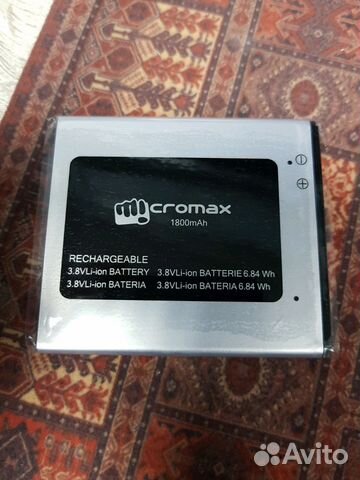 micromax
1800mAh
RECHARGEABLE
3.8VLi-ion BATTERY 3.8VLi-ion BATTERIE 6.84 Wh
3.8VLi-ion BATERIA 3.8VLi-ion BATERIA 6.84 Wh
Avito